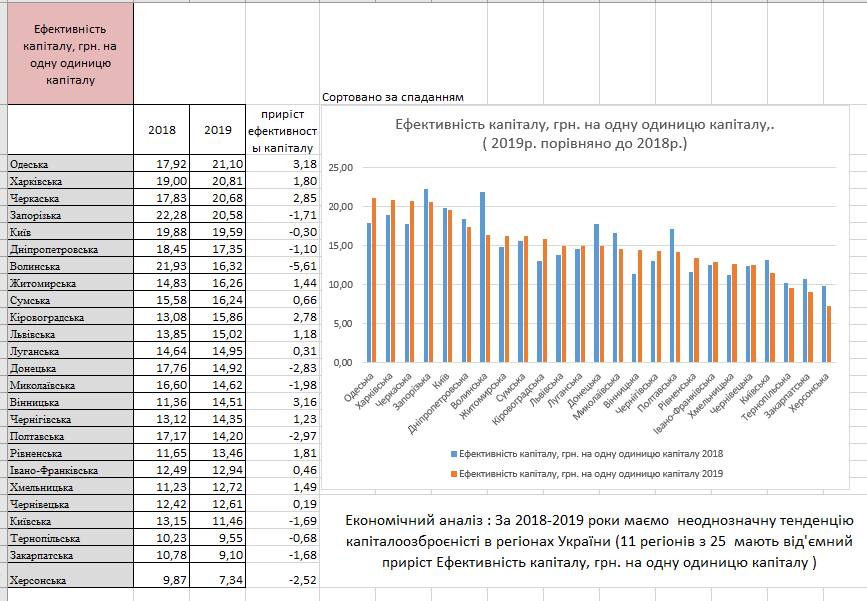 Ефективність
капіталу, грн. на
одну одиницю
капіталу
Сортовано за спаданням
2018 2019 приріст
ефективност
ы капіталу
Одеська 17,92 21,10 3,18
Харківська 19,00 20,81 1,80
Черкаська 17,83 20,68 2,85
Запорізька 22,28 20,58 -1,71
Київ 19,88 19,59 -0,30
Дніпропетровська 18,45 17,35 -1,10
Волинська 21,93 16,32 -5,61
Житомирська 14,83 16,26 1,44
Сумська 15,58 16,24 0,66
Кіровоградська 13,08 15,86 2,78
Львівська 13,85 15,02 1,18
Луганська 14,64 14,95 0,31
Донецька 17,76 14,92 -2,83
Миколаївська 16,60 14,62 -1,98
Вінницька 11,36 14,51 3,16
Чернігівська 13,12 14,35 1,23
Полтавська 17,17 14,20 -2,97
Рівненська 11,65 13,46 1,81
Івано-Франківська 12,49 12,94 0,46
Хмельницька 11,23 12,72 1,49
Чернівецька 12,42 12,61 0,19
Київська 13,15 11,46 -1,69
Тернопільська 10,23 9,55 -0,68
Закарпатська 10,78 9,10 -1,68
Херсонська 9,87 7,34 -2,52
Ефективність капіталу, грн. на одну одиницю капіталу,.
( 2019р. порівняно до 2018р.)
25,00
20,00
15,00
10,00
5,00
0,00
Одеська
Харківська
Черкаська
Запорізька
Київ
Дніпропетровська
Волинська
Житомирська
Сумська
Кіровоградська
Львівська
Луганська
Донецька
Миколаївська
Вінницька
Чернігівська
Полтавська
Рівненська
Івано-Франківська
Хмельницька
Чернівецька
Київська
Тернопільська
Закарпатська
Херсонська
Ефективність капіталу, грн. на одну одиницю капіталу 2018
Ефективність капіталу, грн. на одну одиницю капіталу 2019
Економічний аналіз : За 2018-2019 роки маємо неоднозначну тенденцію
капіталоозброєністі в регіонах України (11 регіонів з 25 мають від'ємний
приріст Ефективність капіталу, грн. на одну одиницю капіталу )